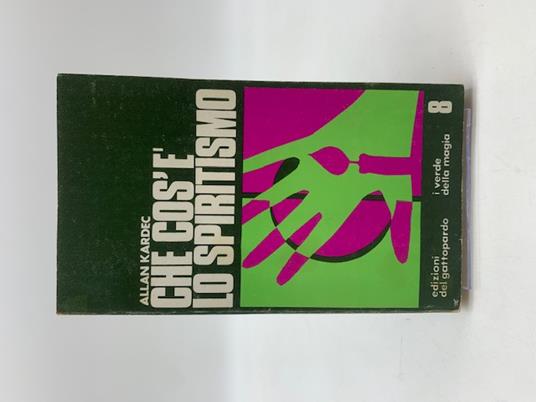 ALLAN KARDEC
CHE COS'E'
LO SPIRITISMO
edizioni
del gattopardo
i verde
della magia
8